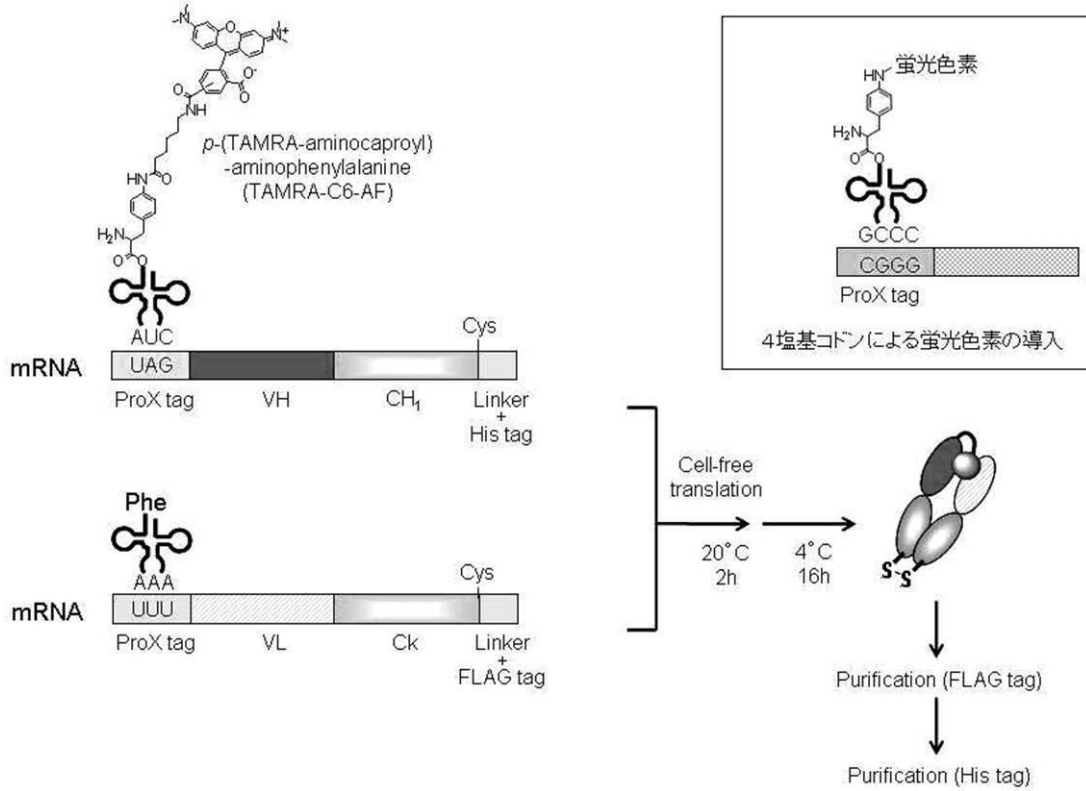 N
O
N+
O
O-
O
NH
HN
O
H2N
O
O
p-(TAMRA-aminocaproyl)
-aminophenylalanine
(TAMRA-C6-AF)
AUC
mRNA
UAG
Cys
ProX tag
VH
CH1
Linker
+
His tag
HN
蛍光色素
H2N
O
O
GCCC
CGGG
ProX tag
4塩基コドンによる蛍光色素の導入
Phe
AAA
mRNA
UUU
Cys
ProX tag
VL
Ck
Linker
+
FLAG tag
Cell-free
translation
20°C
2h
4°C
16h
S-S
Purification (FLAG tag)
Purification (His tag)